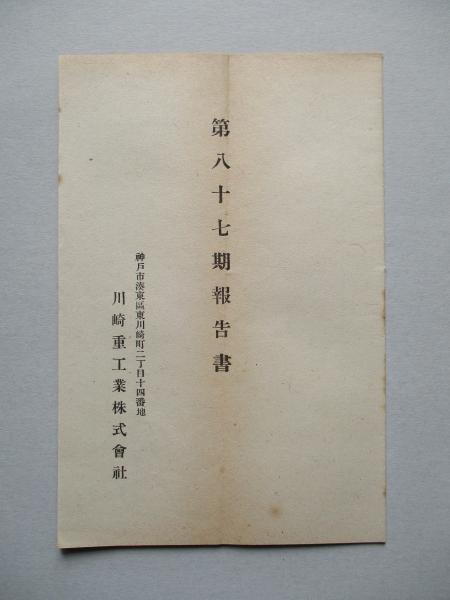 第八十七期報告書
神戸市湊東區東川崎町二丁目十四番地
川崎重工業株式會社